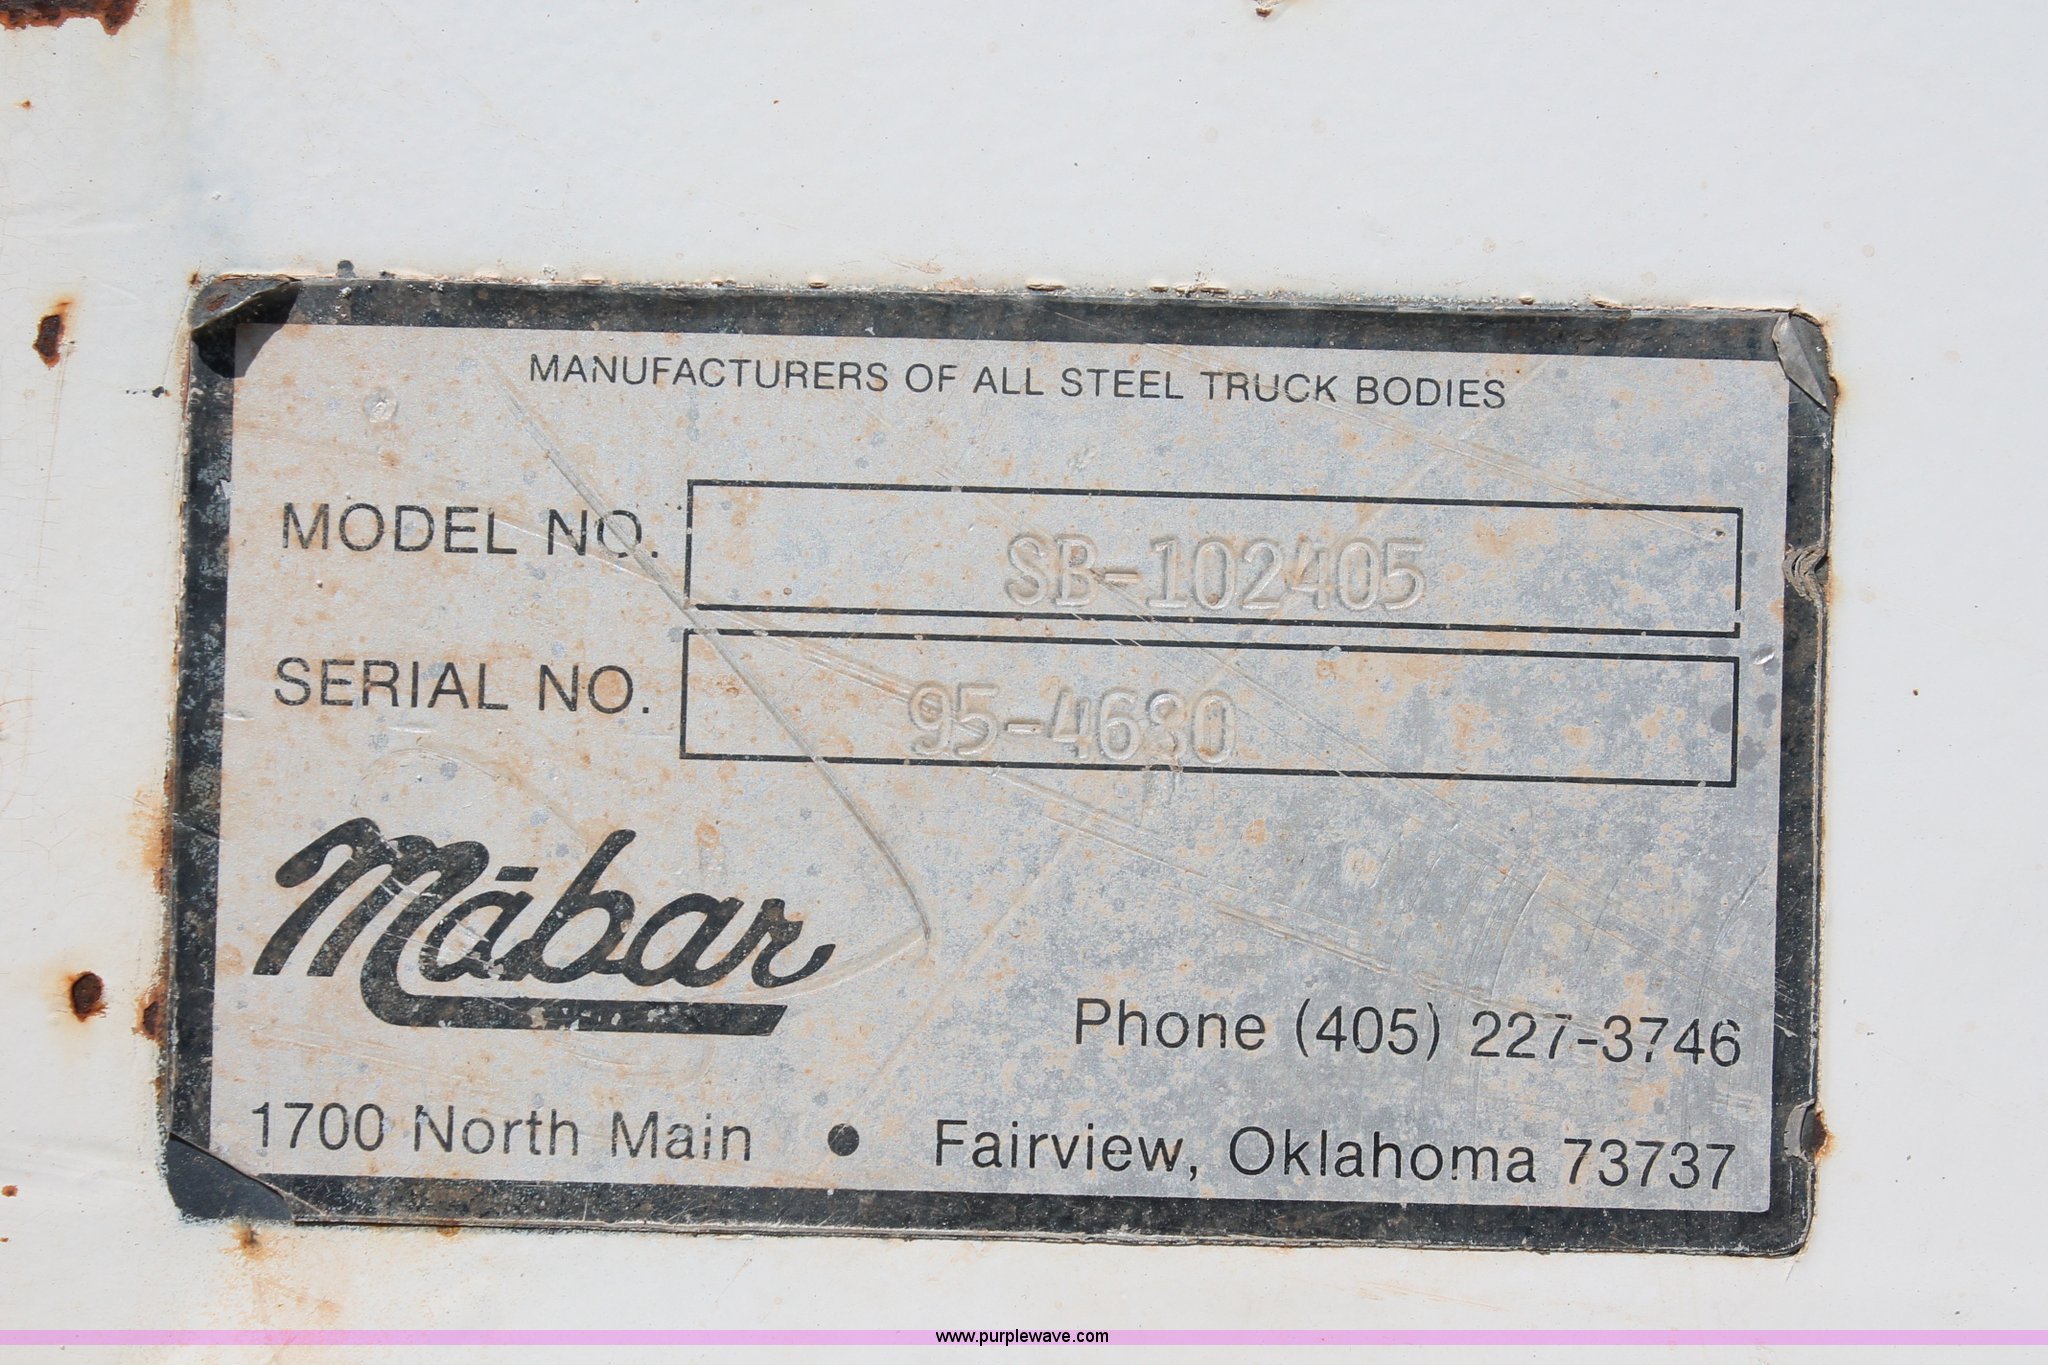 MANUFACTURERS OF ALL STEEL TRUCK BODIES
MODEL NO. SB-102405
SERIAL NO. 95-4680
Mābar
Phone (405) 227-3746
1700 North Main • Fairview, Oklahoma 73737
www.purplewave.com